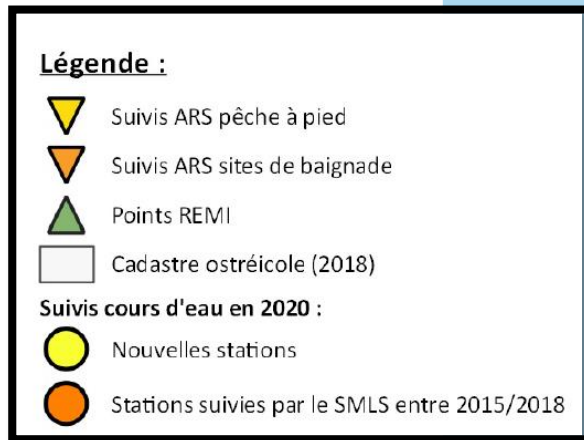 Légende :
Suivis ARS pêche à pied
Suivis ARS sites de baignade
Points REMI
Cadastre ostréicole (2018)
Suivis cours d'eau en 2020 :
Nouvelles stations
Stations suivies par le SMLS entre 2015/2018